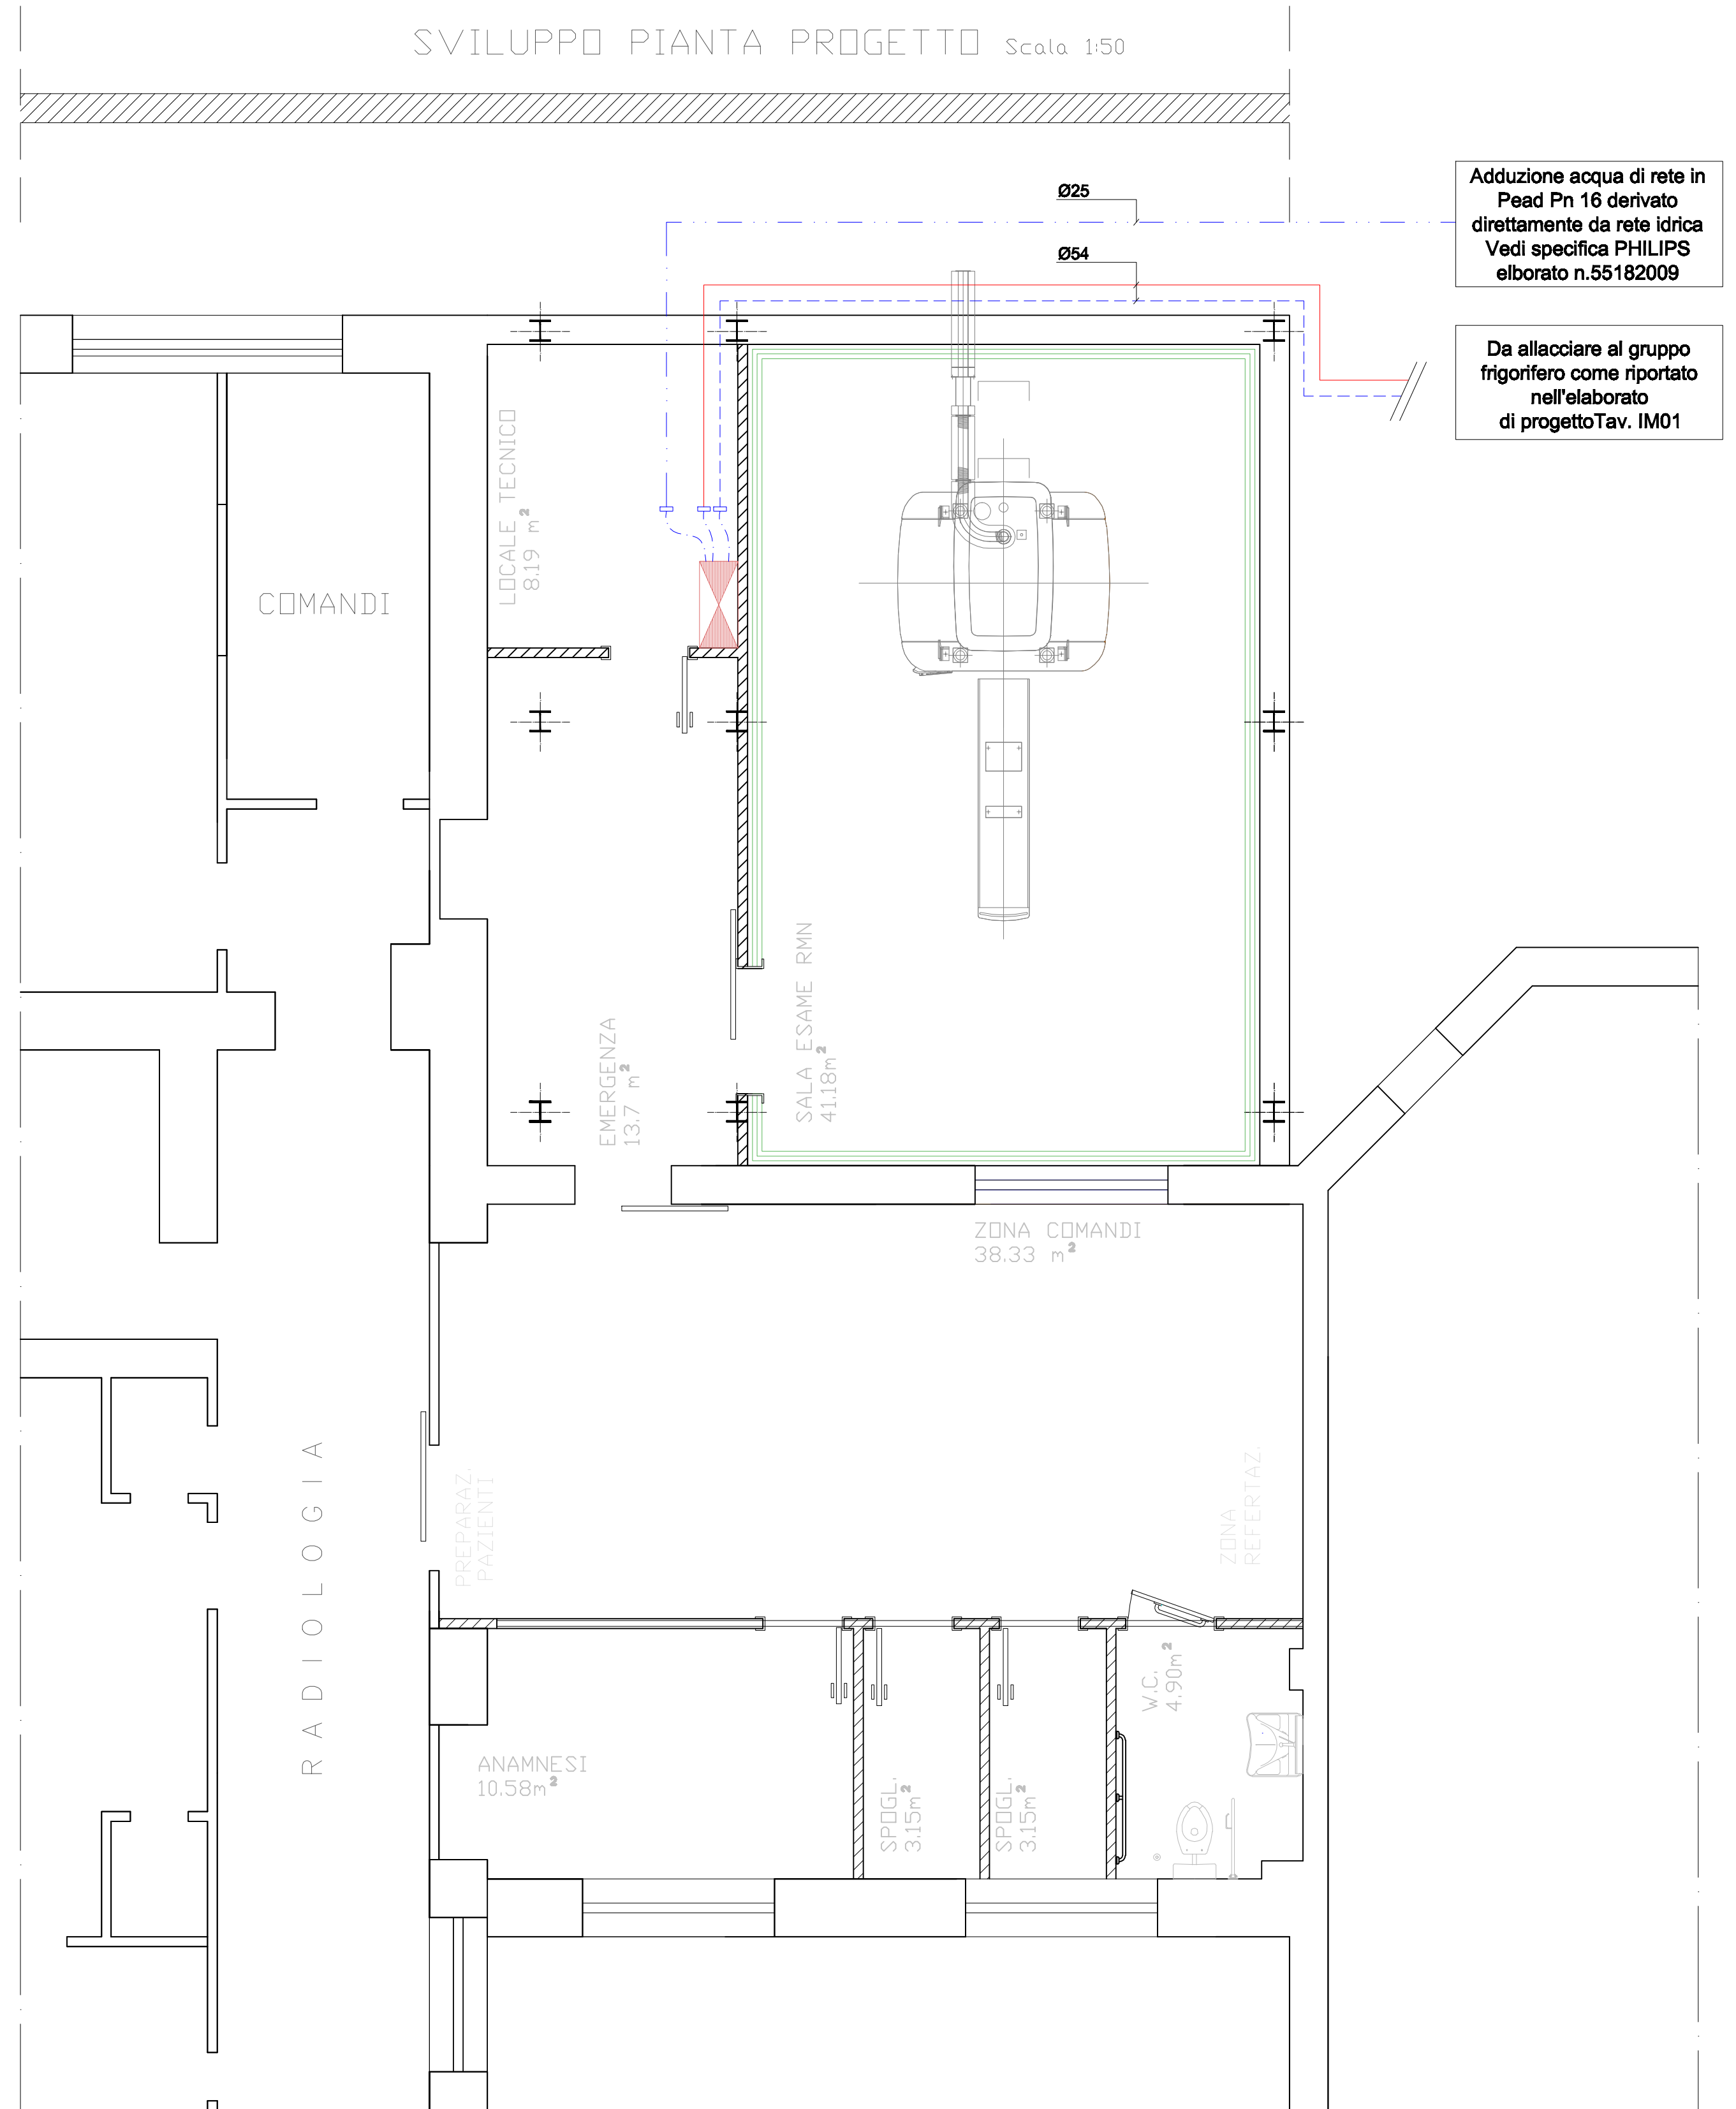 SVILUPPO PIANTA PROGETTO Scala 1:50
Ø25
Adduzione acqua di rete in
Pead Pn 16 derivato
direttamente da rete idrica
Vedi specifica PHILIPS
elborato n.55182009
Ø54
Da allacciare al gruppo
frigorifero come riportato
nell'elaborato
di progettoTav. IM01
LOCALE TECNICO
8.19 m²
COMANDI
EMERGENZA
13.7 m²
SALA ESAME RMN
41.18m²
ZONA COMANDI
38.33 m²
RADIOLOGIA
PREPARAZ.
PAZIENTI
ZONA
REFERTAZ.
ANAMNESI
10.58m²
SPOGL.
3.15m²
SPOGL.
3.15m²
W.C.
4.90m²